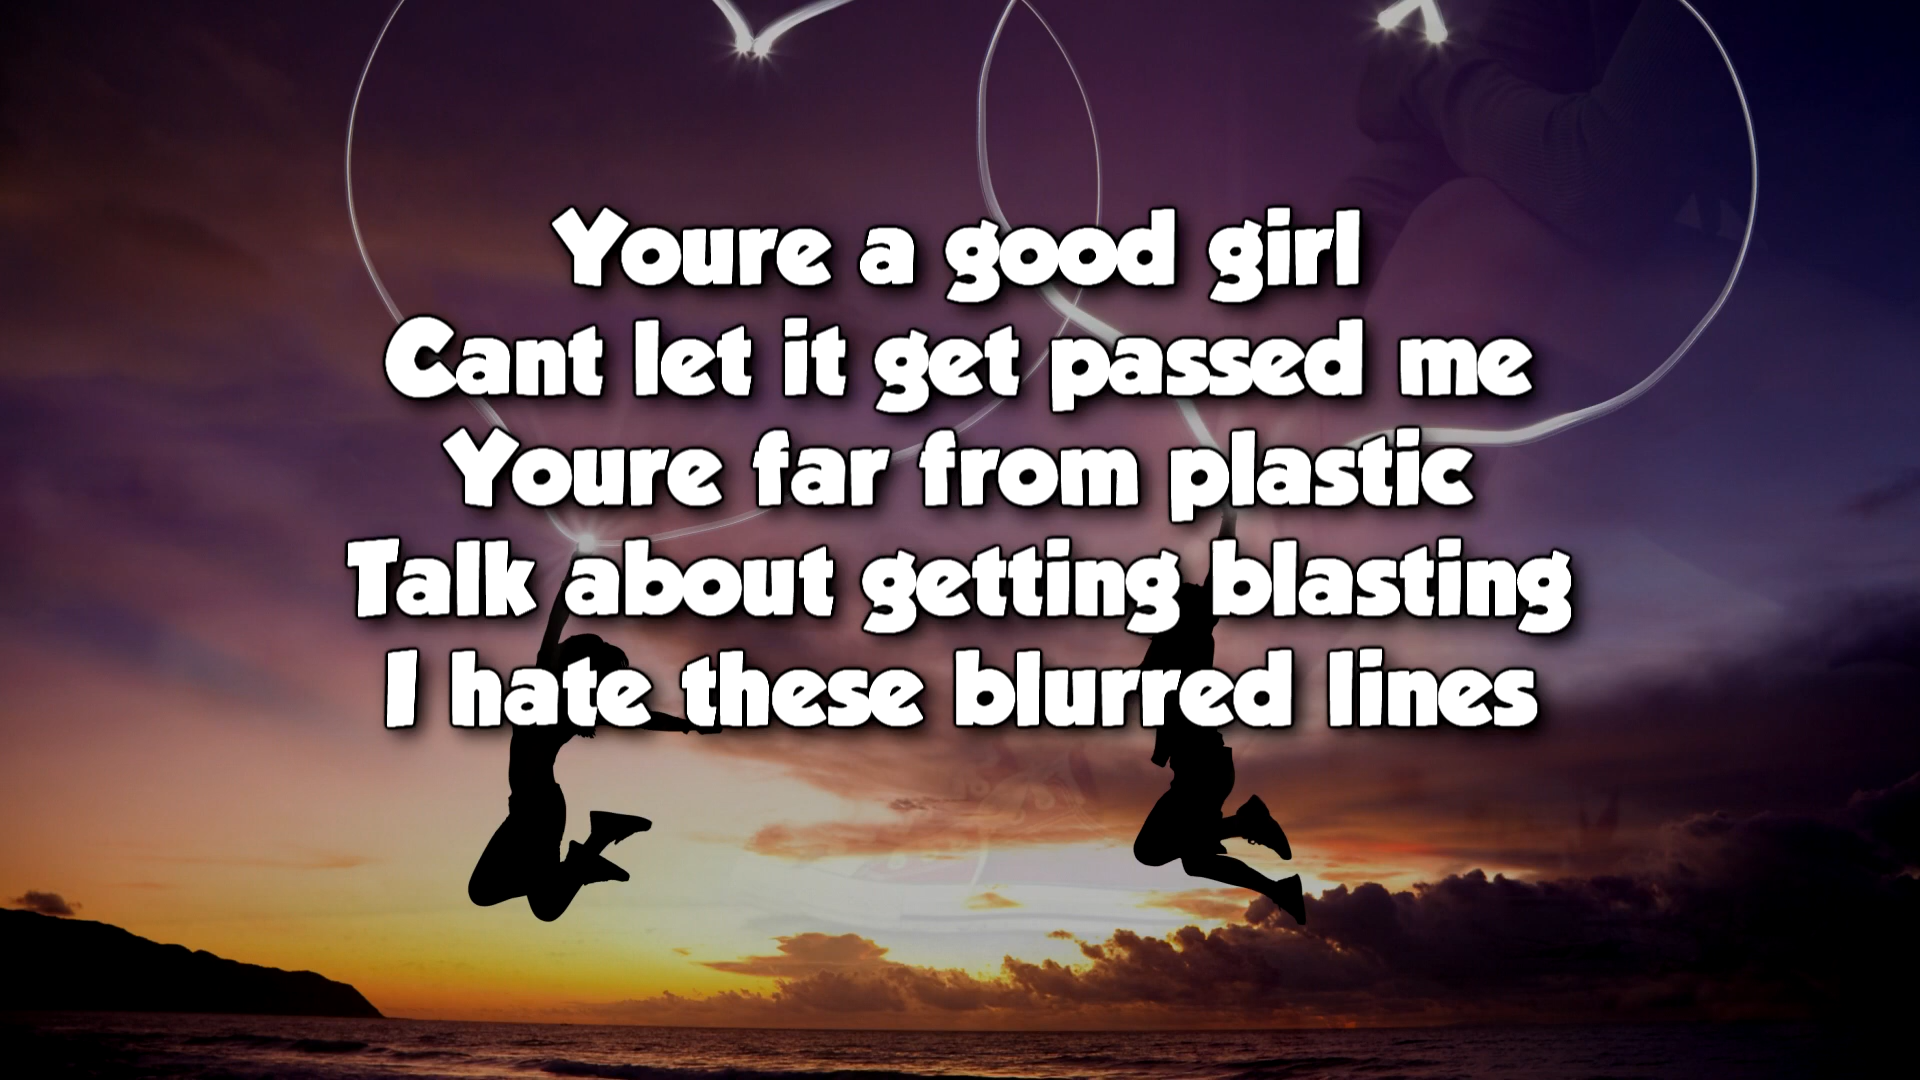 Youre a good girl
Cant let it get passed me
Youre far from plastic
Talk about getting blasting
I hate these blurred lines